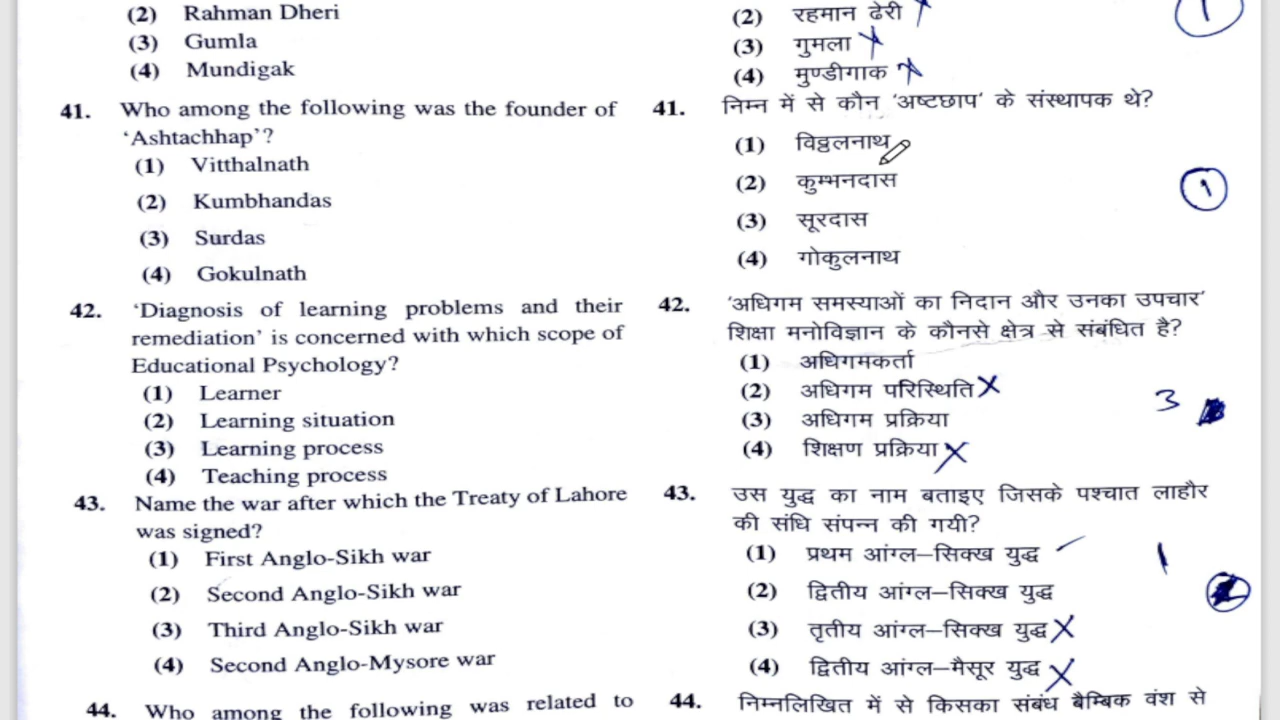 (2) Rahman Dheri
(3) Gumla
(4) Mundigak
41. Who among the following was the founder of
‘Ashtachhap’?
(1) Vitthalnath
(2) Kumbhandas
(3) Surdas
(4) Gokulnath
42. ‘Diagnosis of learning problems and their
remediation’ is concerned with which scope of
Educational Psychology?
(1) Learner
(2) Learning situation
(3) Learning process
(4) Teaching process
43. Name the war after which the Treaty of Lahore
was signed?
(1) First Anglo-Sikh war
(2) Second Anglo-Sikh war
(3) Third Anglo-Sikh war
(4) Second Anglo-Mysore war
44. Who among the following was related to
(2) रहमान ढेरी
(3) गुमला
(4) मुण्डीगाक
1
41. निम्न में से कौन ‘अष्टछाप’ के संस्थापक थे?
(1) विठ्ठलनाथ
(2) कुम्भनदास
(3) सूरदास
(4) गोकुलनाथ
1
42. ‘अधिगम समस्याओं का निदान और उनका उपचार’
शिक्षा मनोविज्ञान के कौनसे क्षेत्र से संबंधित है?
(1) अधिगमकर्ता
(2) अधिगम परिस्थिति
(3) अधिगम प्रक्रिया
(4) शिक्षण प्रक्रिया
3
43. उस युद्ध का नाम बताइए जिसके पश्चात लाहौर
की संधि संपन्न की गयी?
(1) प्रथम आंग्ल–सिक्ख युद्ध
(2) द्वितीय आंग्ल–सिक्ख युद्ध
(3) तृतीय आंग्ल–सिक्ख युद्ध
(4) द्वितीय आंग्ल–मैसूर युद्ध
1
44. निम्नलिखित में से किसका संबंध बैम्बिक वंश से